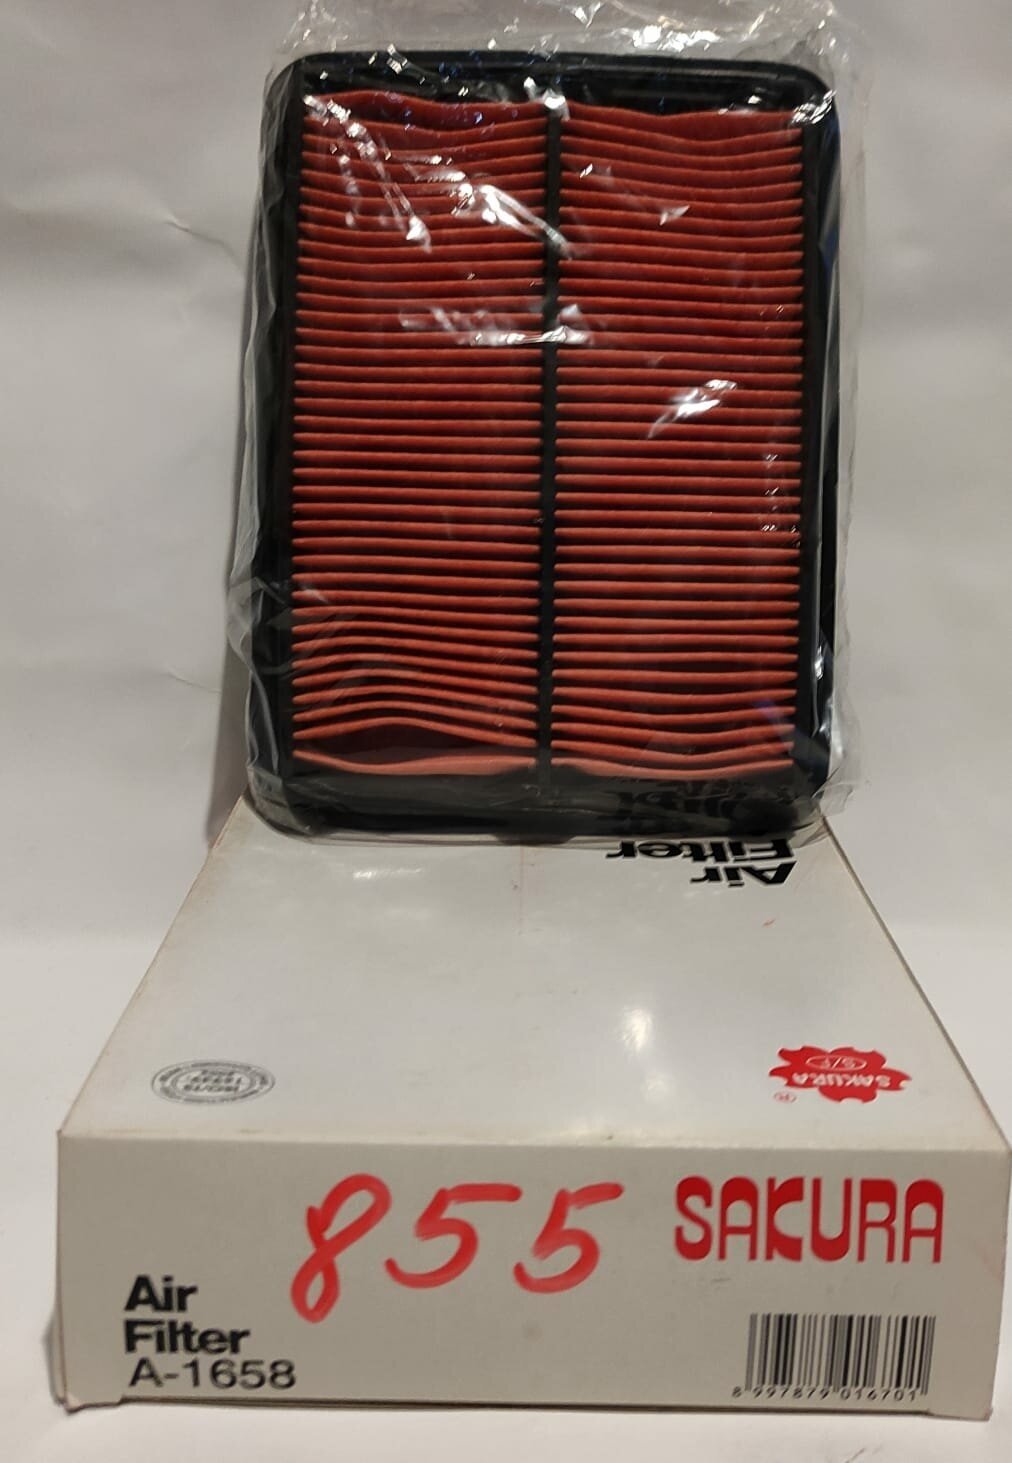 Air
Filter
SAKURA
S/F
®
855
SAKURA
Air
Filter
A-1658
8 997879 016701